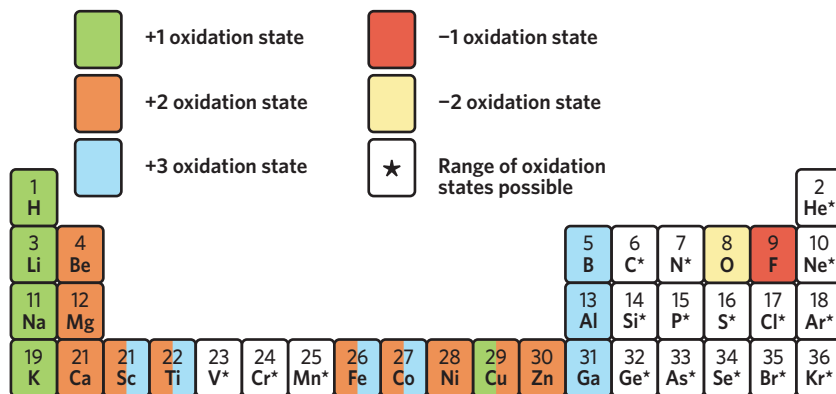 +1 oxidation state −1 oxidation state
+2 oxidation state −2 oxidation state
+3 oxidation state ★ Range of oxidation
states possible
1 2
H He*
3 4 5 6 7 8 9 10
Li Be B C* N* O F Ne*
11 12 13 14 15 16 17 18
Na Mg Al Si* P* S* Cl* Ar*
19 21 21 22 23 24 25 26 27 28 29 30 31 32 33 34 35 36
K Ca Sc Ti V* Cr* Mn* Fe Co Ni Cu Zn Ga Ge* As* Se* Br* Kr*